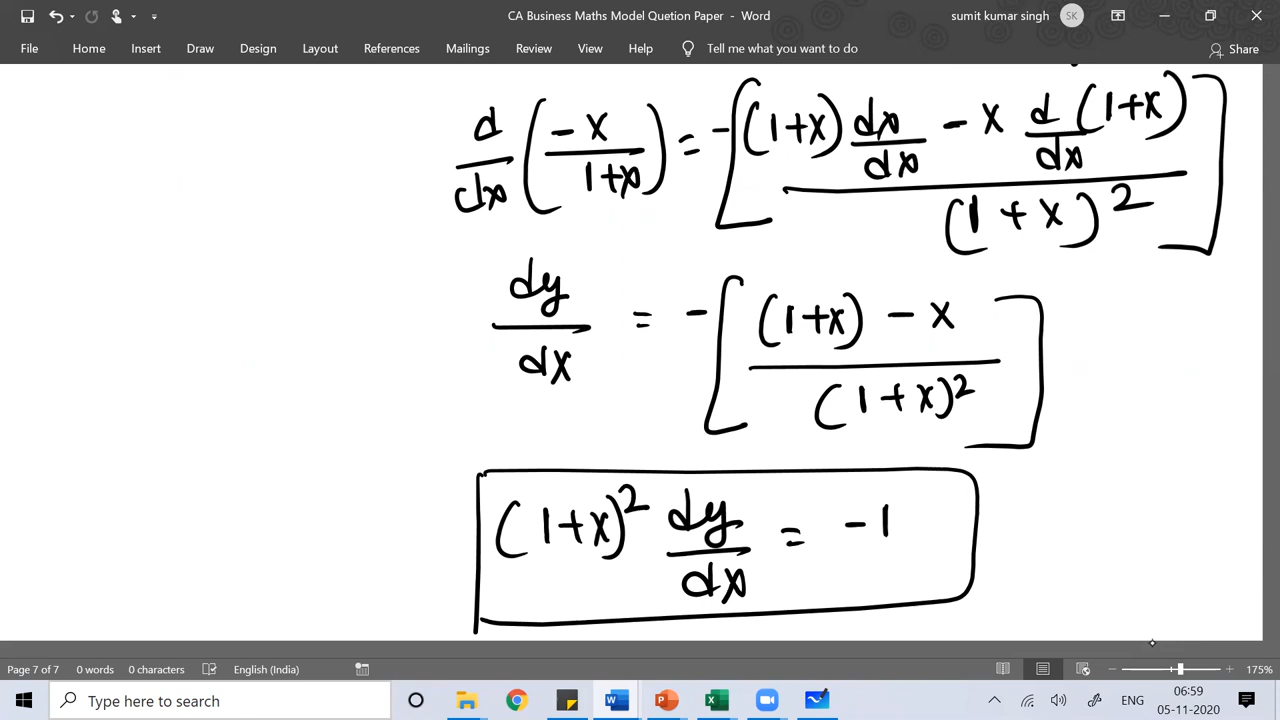 CA Business Maths Model Quetion Paper - Word
sumit kumar singh SK
File Home Insert Draw Design Layout References Mailings Review View Help Tell me what you want to do Share
d/dx (-x/(1+x)) = -[((1+x) dx/dx - x d/dx (1+x))/(1+x)²]
dy/dx = -[((1+x) - x)/(1+x)²]
(1+x)² dy/dx = -1
Page 7 of 7 0 words 0 characters English (India) 175%
Type here to search
ENG
06:59
05-11-2020